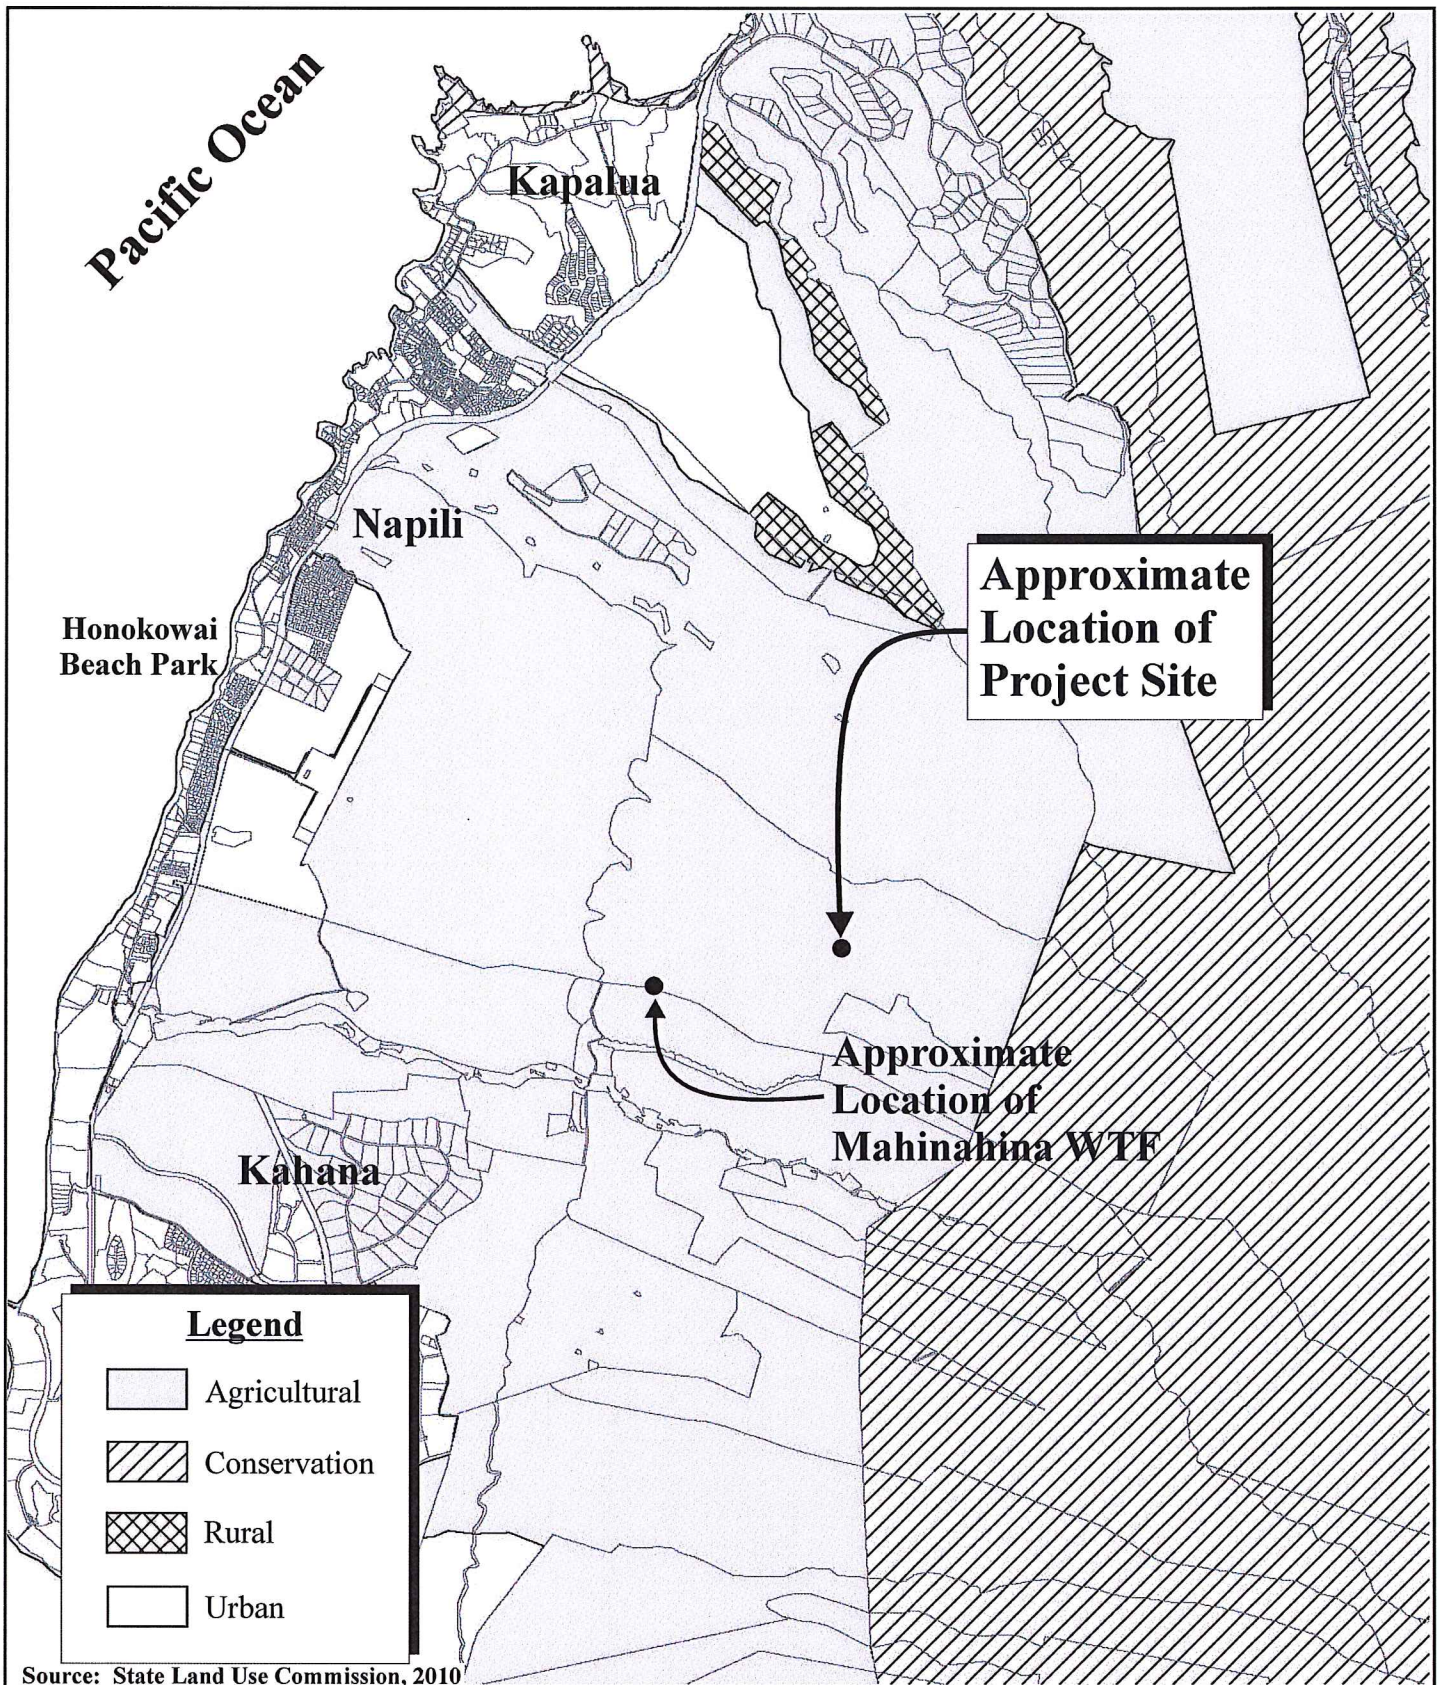 Pacific Ocean
Kapalua
Napili
Honokowai
Beach Park
Approximate
Location of
Project Site
Approximate
Location of
Mahinahina WTF
Kahana
Legend
Agricultural
Conservation
Rural
Urban
Source: State Land Use Commission, 2010